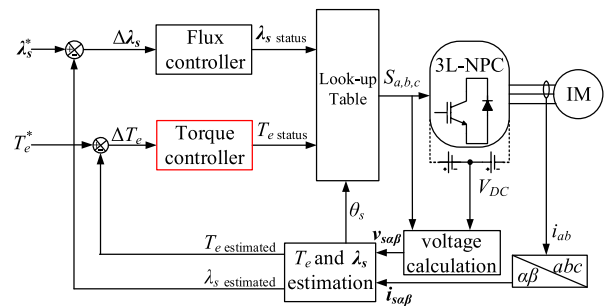 λs* Δλs Flux controller λs status
Look-up Table
Sa,b,c
3L-NPC
IM
Te* ΔTe Torque controller Te status
VDC
θs
iab
Te estimated
λs estimated
Te and λs estimation
vsαβ
voltage calculation
isαβ
αβ abc